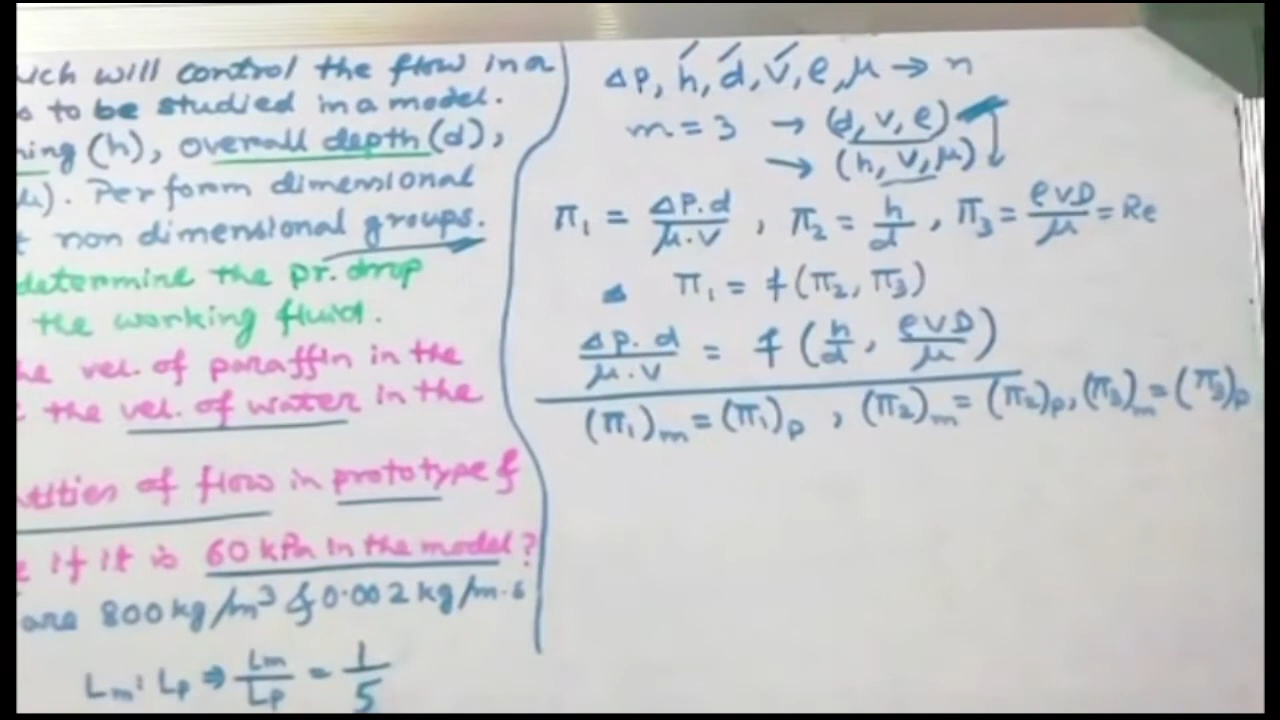 will control the flow in a
to be studied in a model.
(h), overall depth (d),
Perform dimensional
non dimensional groups.
determine the pr. drop
the working fluid.
vel. of paraffin in the
the vel. of water in the
of flow in prototype &
if it is 60 kPa in the model?
are 800 kg/m³ & 0.002 kg/m·s
Lm : Lp ⇒ Lm/Lp = 1/5
ΔP, h, d, v, ρ, μ → n
m = 3 → (d, v, ρ)
→ (h, v, μ)
π₁ = ΔP.d/μ.v , π₂ = h/d , π₃ = ρVD/μ = Re
π₁ = f(π₂, π₃)
ΔP.d/μ.v = f(h/d, ρVD/μ)
(π₁)m = (π₁)p , (π₂)m = (π₂)p, (π₃)m = (π₃)p